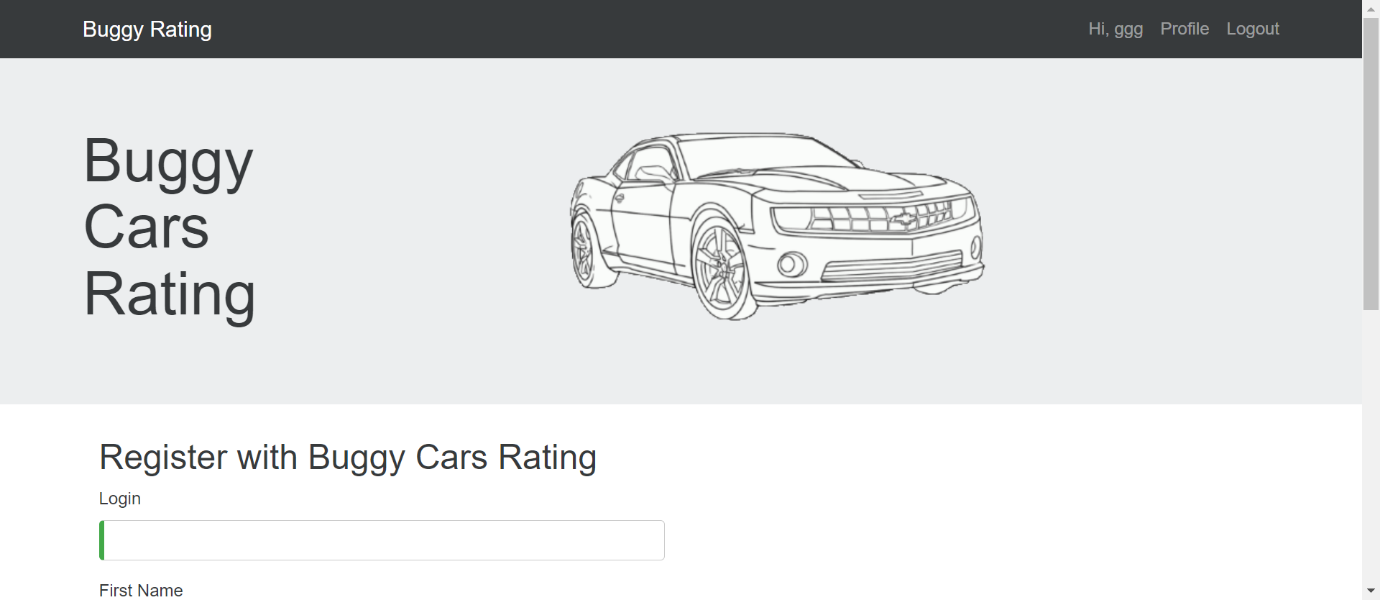 Buggy Rating
Hi, ggg Profile Logout
Buggy
Cars
Rating
Register with Buggy Cars Rating
Login
First Name